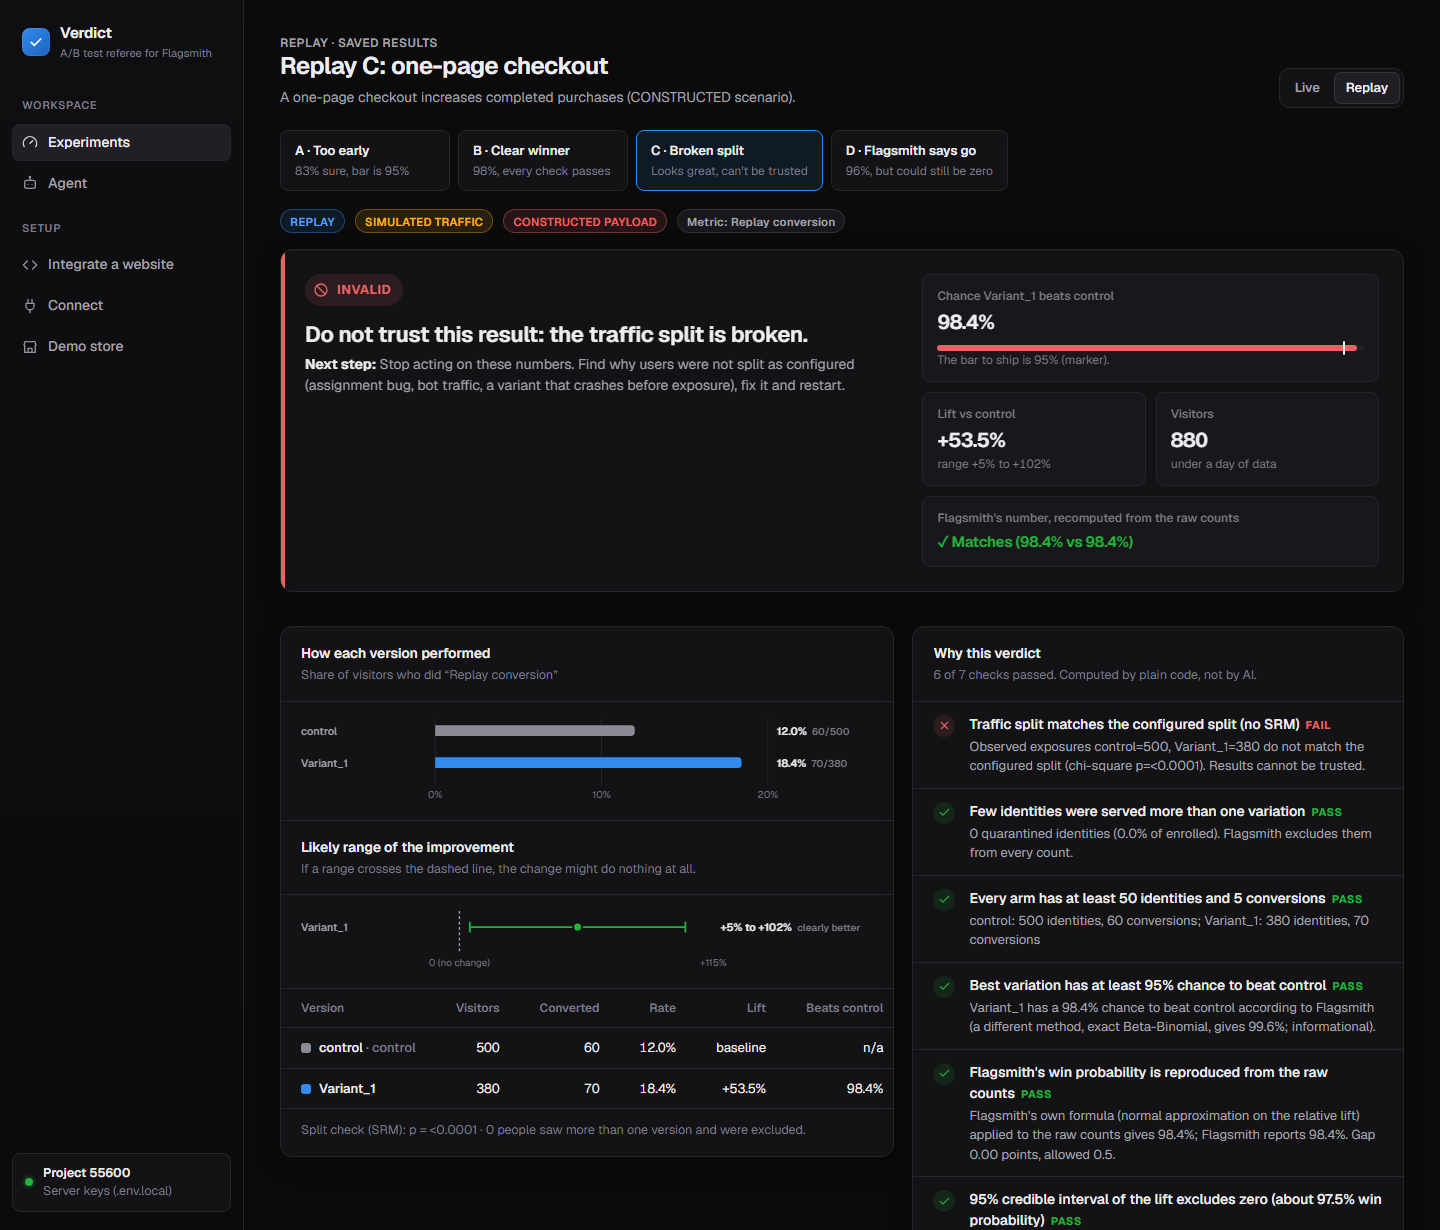 Verdict
A/B test referee for Flagsmith
WORKSPACE
Experiments
Agent
SETUP
Integrate a website
Connect
Demo store
Project 55600
Server keys (.env.local)
REPLAY · SAVED RESULTS
Replay C: one-page checkout
A one-page checkout increases completed purchases (CONSTRUCTED scenario).
Live
Replay
A · Too early
83% sure, bar is 95%
B · Clear winner
98%, every check passes
C · Broken split
Looks great, can't be trusted
D · Flagsmith says go
96%, but could still be zero
REPLAY
SIMULATED TRAFFIC
CONSTRUCTED PAYLOAD
Metric: Replay conversion
INVALID
Do not trust this result: the traffic split is broken.
Next step: Stop acting on these numbers. Find why users were not split as configured
(assignment bug, bot traffic, a variant that crashes before exposure), fix it and restart.
Chance Variant_1 beats control
98.4%
The bar to ship is 95% (marker).
Lift vs control
+53.5%
range +5% to +102%
Visitors
880
under a day of data
Flagsmith's number, recomputed from the raw counts
✓ Matches (98.4% vs 98.4%)
How each version performed
Share of visitors who did “Replay conversion”
control
12.0% 60/500
Variant_1
18.4% 70/380
0%
10%
20%
Likely range of the improvement
If a range crosses the dashed line, the change might do nothing at all.
Variant_1
+5% to +102% clearly better
0 (no change)
+115%
Version Visitors Converted Rate Lift Beats control
control · control 500 60 12.0% baseline n/a
Variant_1 380 70 18.4% +53.5% 98.4%
Split check (SRM): p = <0.0001 · 0 people saw more than one version and were excluded.
Why this verdict
6 of 7 checks passed. Computed by plain code, not by AI.
Traffic split matches the configured split (no SRM) FAIL
Observed exposures control=500, Variant_1=380 do not match the
configured split (chi-square p=<0.0001). Results cannot be trusted.
Few identities were served more than one variation PASS
0 quarantined identities (0.0% of enrolled). Flagsmith excludes them
from every count.
Every arm has at least 50 identities and 5 conversions PASS
control: 500 identities, 60 conversions; Variant_1: 380 identities, 70
conversions
Best variation has at least 95% chance to beat control PASS
Variant_1 has a 98.4% chance to beat control according to Flagsmith
(a different method, exact Beta-Binomial, gives 99.6%; informational).
Flagsmith's win probability is reproduced from the raw
counts PASS
Flagsmith's own formula (normal approximation on the relative lift)
applied to the raw counts gives 98.4%; Flagsmith reports 98.4%. Gap
0.00 points, allowed 0.5.
95% credible interval of the lift excludes zero (about 97.5% win
probability) PASS